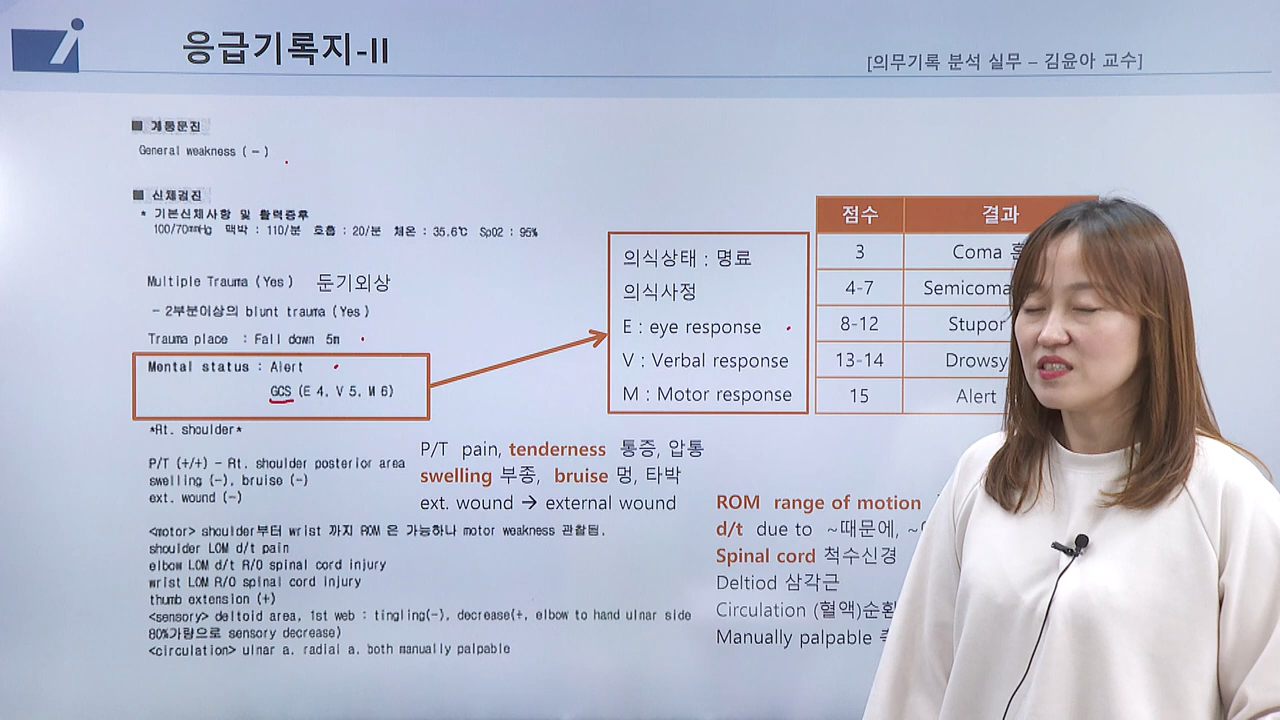 응급기록지-II
[의무기록 분석 실무 – 김윤아 교수]
■ 계통문진
General weakness ( - )
■ 신체검진
* 기본신체사항 및 활력증후
100/70mmHg 맥박 : 110/분 호흡 : 20/분 체온 : 35.6℃ SpO2 : 95%
Multiple Trauma (Yes) 둔기외상
- 2부분이상의 blunt trauma (Yes)
Trauma place : Fall down 5m
Mental status : Alert
GCS (E 4, V 5, M 6)
의식상태 : 명료
의식사정
E : eye response
V : Verbal response
M : Motor response
점수 결과
3 Coma
4-7 Semicoma
8-12 Stupor
13-14 Drowsy
15 Alert
*Rt. shoulder*
P/T (+/+) - Rt. shoulder posterior area
swelling (-), bruise (-)
ext. wound (-)
P/T pain, tenderness 통증, 압통
swelling 부종, bruise 멍, 타박
ext. wound → external wound
<motor> shoulder부터 wrist 까지 ROM 은 가능하나 motor weakness 관찰됨.
shoulder LOM d/t pain
elbow LOM d/t R/O spinal cord injury
wrist LOM R/O spinal cord injury
thumb extension (+)
<sensory> deltoid area, 1st web : tingling(-), decrease(+, elbow to hand ulnar side
80%가량으로 sensory decrease)
<circulation> ulnar a. radial a. both manually palpable
ROM range of motion
d/t due to ~때문에,
Spinal cord 척수신경
Deltiod 삼각근
Circulation (혈액)순환
Manually palpable